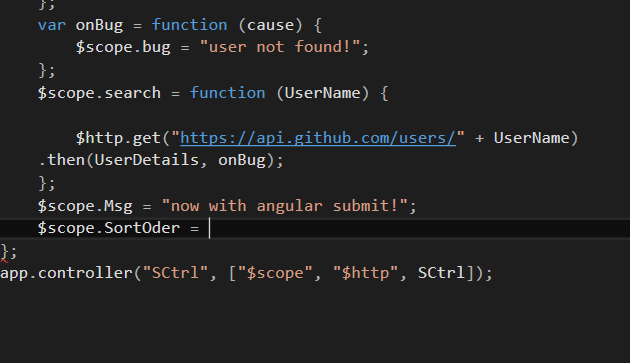 };
var onBug = function (cause) {
$scope.bug = "user not found!";
};
$scope.search = function (UserName) {
$http.get("https://api.github.com/users/" + UserName)
.then(UserDetails, onBug);
};
$scope.Msg = "now with angular submit!";
$scope.SortOder =
};
app.controller("SCtrl", ["$scope", "$http", SCtrl]);